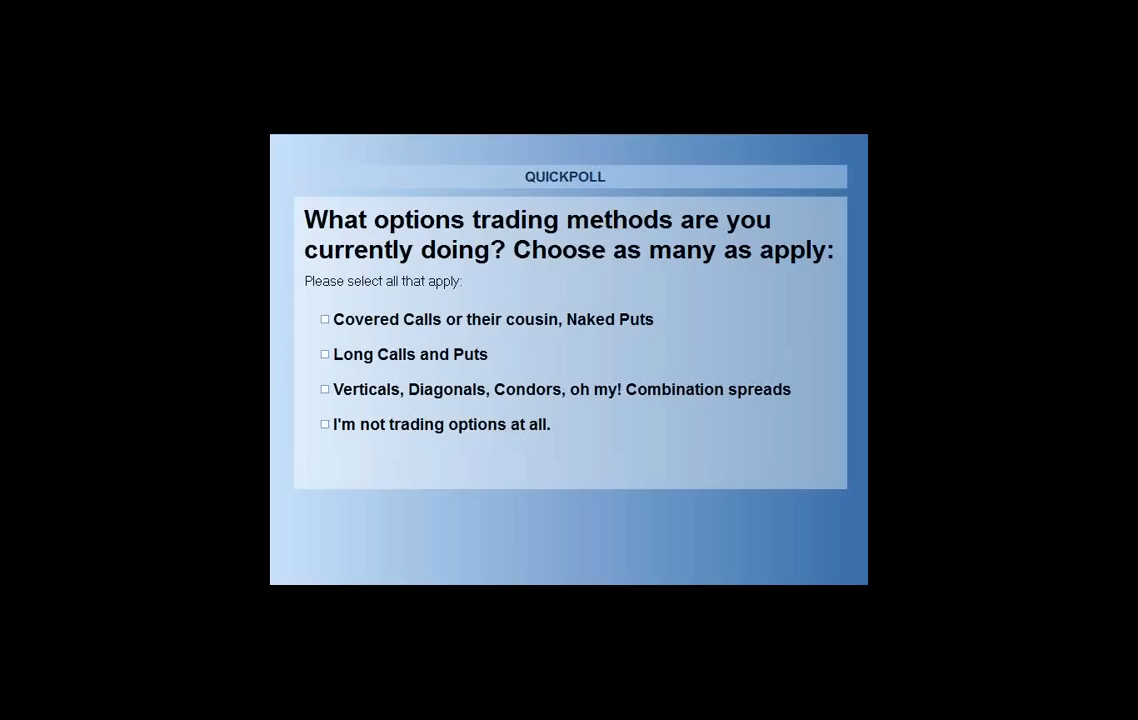 QUICKPOLL
What options trading methods are you
currently doing? Choose as many as apply:
Please select all that apply:
Covered Calls or their cousin, Naked Puts
Long Calls and Puts
Verticals, Diagonals, Condors, oh my! Combination spreads
I'm not trading options at all.